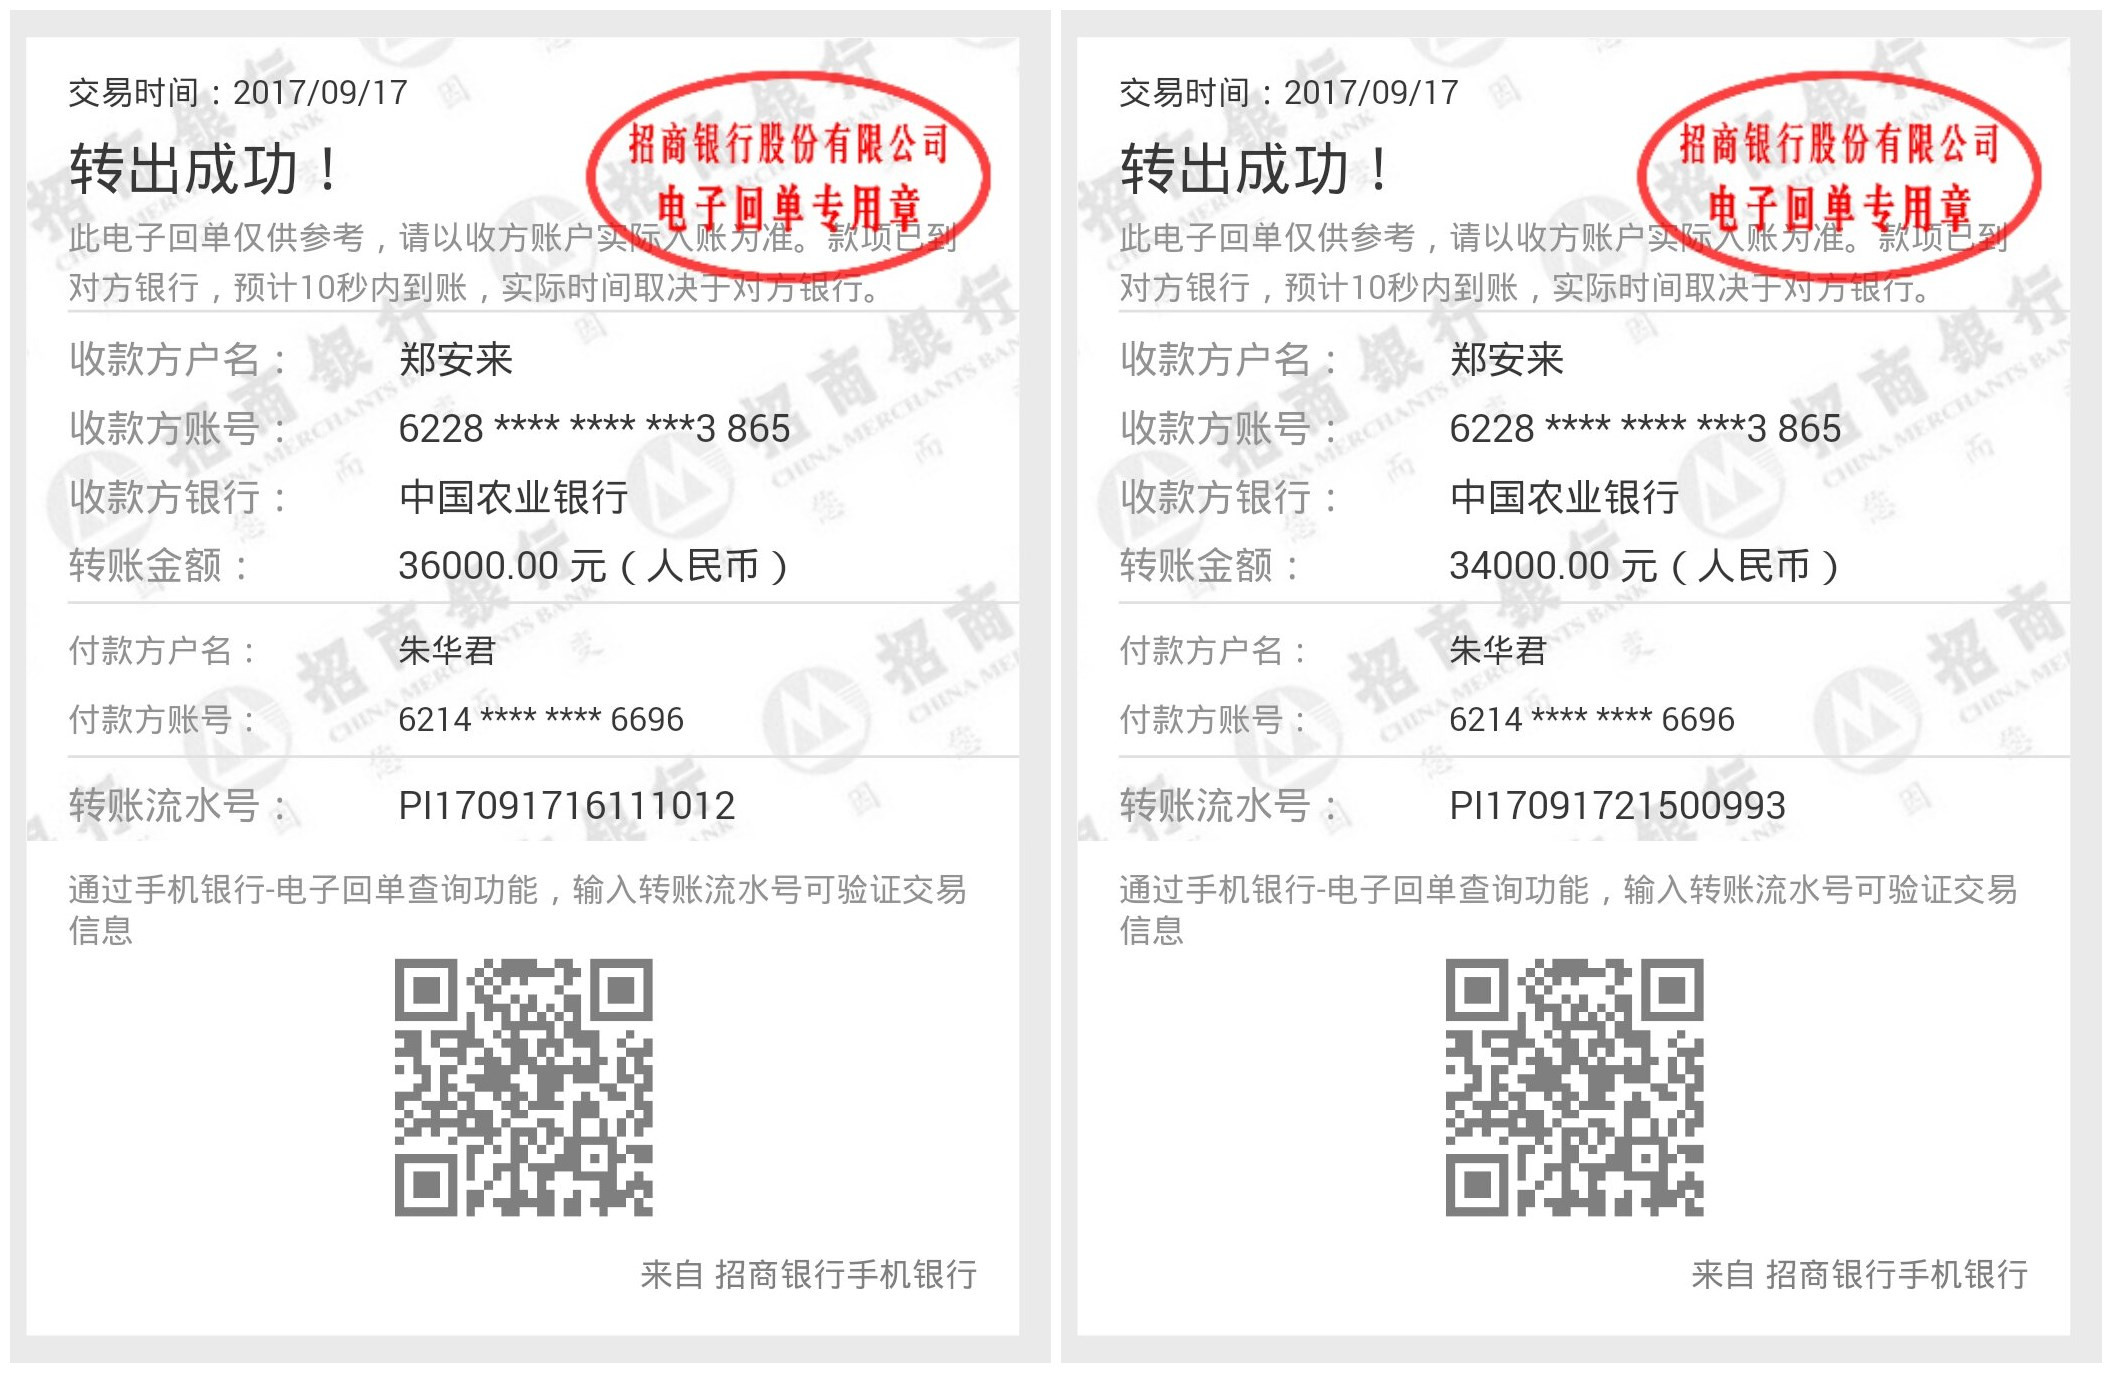 交易时间：2017/09/17
转出成功！
招商银行股份有限公司
电子回单专用章
此电子回单仅供参考，请以收方账户实际入账为准。款项已到
对方银行，预计10秒内到账，实际时间取决于对方银行。
收款方户名： 郑安来
收款方账号： 6228 **** **** ***3 865
收款方银行： 中国农业银行
转账金额： 36000.00 元（人民币）
付款方户名： 朱华君
付款方账号： 6214 **** **** 6696
转账流水号： PI17091716111012
通过手机银行-电子回单查询功能，输入转账流水号可验证交易
信息
来自 招商银行手机银行
交易时间：2017/09/17
转出成功！
招商银行股份有限公司
电子回单专用章
此电子回单仅供参考，请以收方账户实际入账为准。款项已到
对方银行，预计10秒内到账，实际时间取决于对方银行。
收款方户名： 郑安来
收款方账号： 6228 **** **** ***3 865
收款方银行： 中国农业银行
转账金额： 34000.00 元（人民币）
付款方户名： 朱华君
付款方账号： 6214 **** **** 6696
转账流水号： PI17091721500993
通过手机银行-电子回单查询功能，输入转账流水号可验证交易
信息
来自 招商银行手机银行